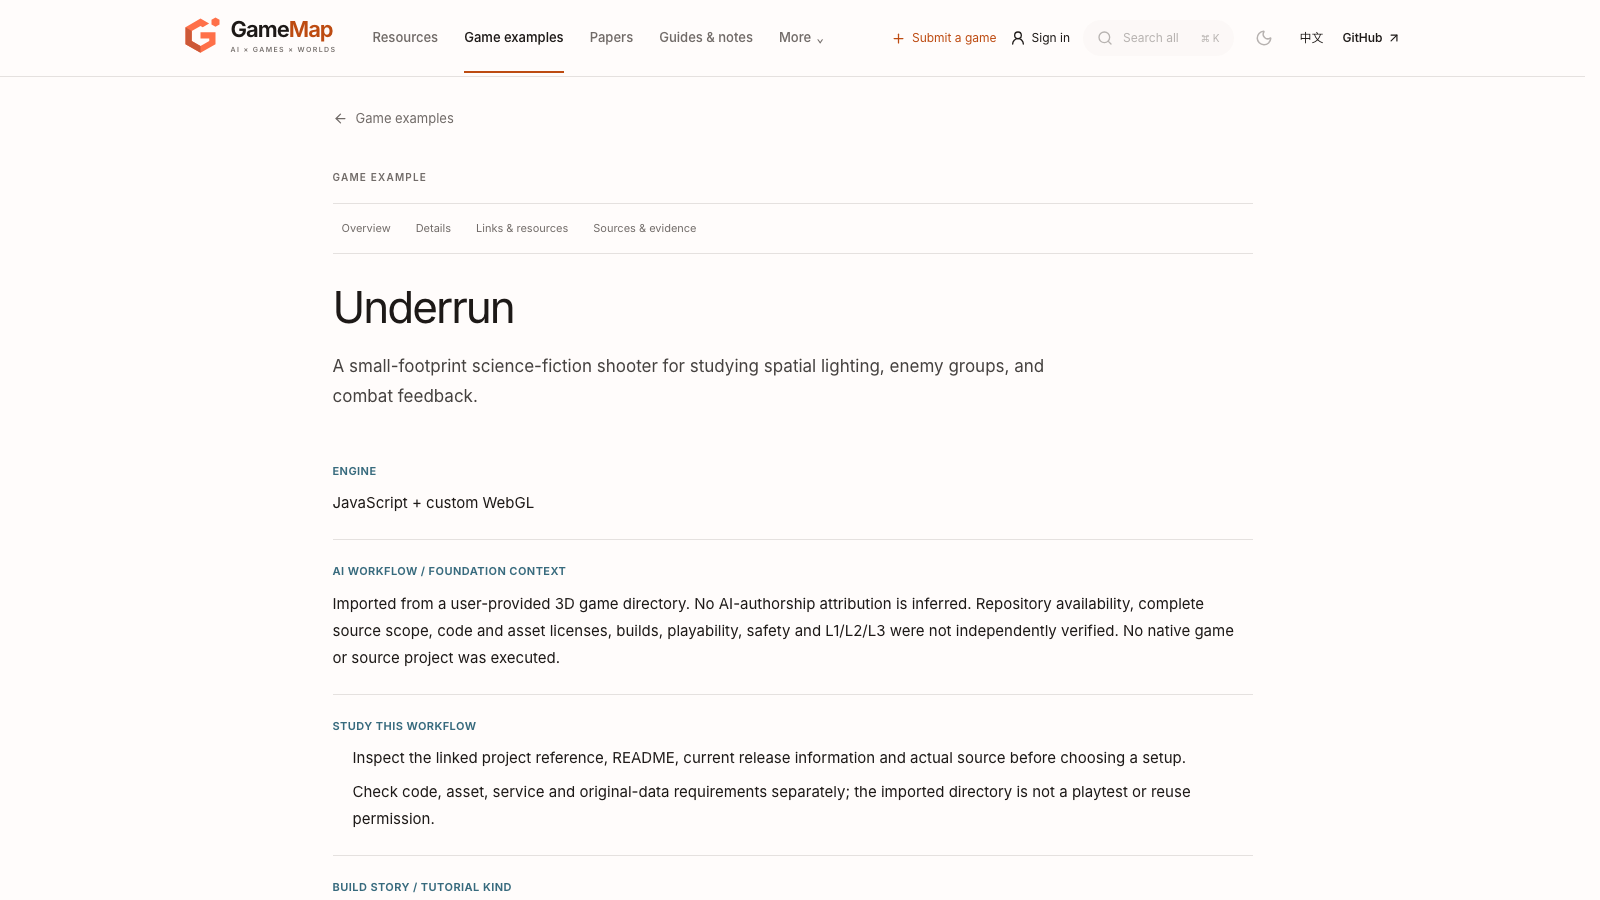 GameMap
AI × GAMES × WORLDS
Resources
Game examples
Papers
Guides & notes
More
Submit a game
Sign in
Search all
⌘ K
中文
GitHub
Game examples
GAME EXAMPLE
Overview
Details
Links & resources
Sources & evidence
Underrun
A small-footprint science-fiction shooter for studying spatial lighting, enemy groups, and
combat feedback.
ENGINE
JavaScript + custom WebGL
AI WORKFLOW / FOUNDATION CONTEXT
Imported from a user-provided 3D game directory. No AI-authorship attribution is inferred. Repository availability, complete
source scope, code and asset licenses, builds, playability, safety and L1/L2/L3 were not independently verified. No native game
or source project was executed.
STUDY THIS WORKFLOW
Inspect the linked project reference, README, current release information and actual source before choosing a setup.
Check code, asset, service and original-data requirements separately; the imported directory is not a playtest or reuse
permission.
BUILD STORY / TUTORIAL KIND